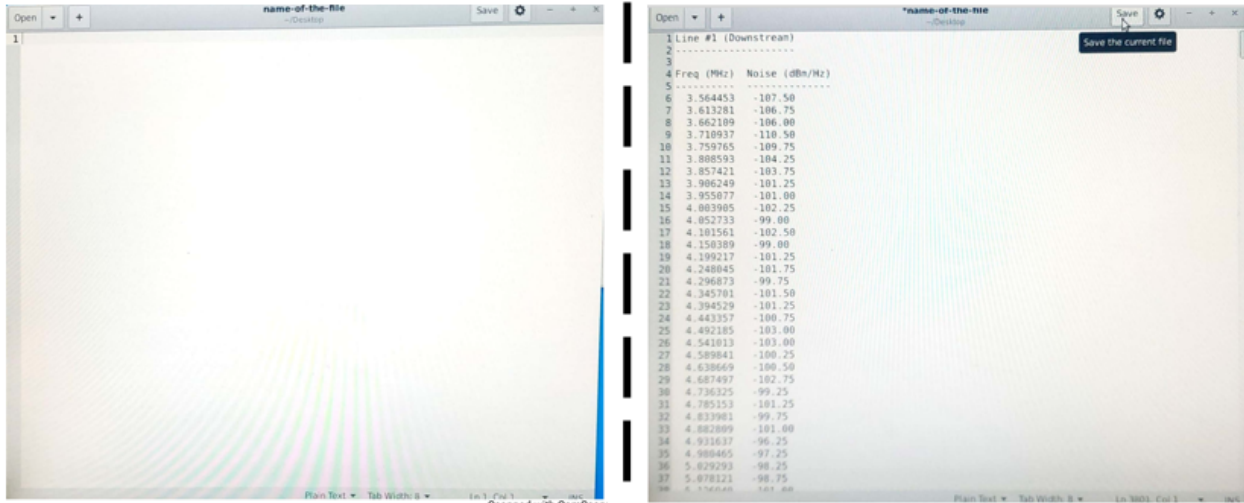 Open
+
name-of-the-file
~/Desktop
Save
1
Plain Text
Tab Width: 8
Ln 1, Col 1
INS
Open
+
*name-of-the-file
~/Desktop
Save
Save the current file
1 Line #1 (Downstream)
2 --------------------
3
4 Freq (MHz) Noise (dBm/Hz)
5 ---------- --------------
6 3.564453 -107.50
7 3.613281 -106.75
8 3.662109 -106.00
9 3.710937 -110.50
10 3.759765 -109.75
11 3.808593 -104.25
12 3.857421 -103.75
13 3.906249 -101.25
14 3.955077 -101.00
15 4.003905 -102.25
16 4.052733 -99.00
17 4.101561 -102.50
18 4.150389 -99.00
19 4.199217 -101.25
20 4.248045 -101.75
21 4.296873 -99.75
22 4.345701 -101.50
23 4.394529 -101.25
24 4.443357 -100.75
25 4.492185 -103.00
26 4.541013 -103.00
27 4.589841 -100.25
28 4.638669 -100.50
29 4.687497 -102.75
30 4.736325 -99.25
31 4.785153 -101.25
32 4.833981 -99.75
33 4.882809 -101.00
34 4.931637 -96.25
35 4.980465 -97.25
36 5.029293 -98.25
37 5.078121 -98.75
Plain Text
Tab Width: 8
Ln 3801, Col 1
INS